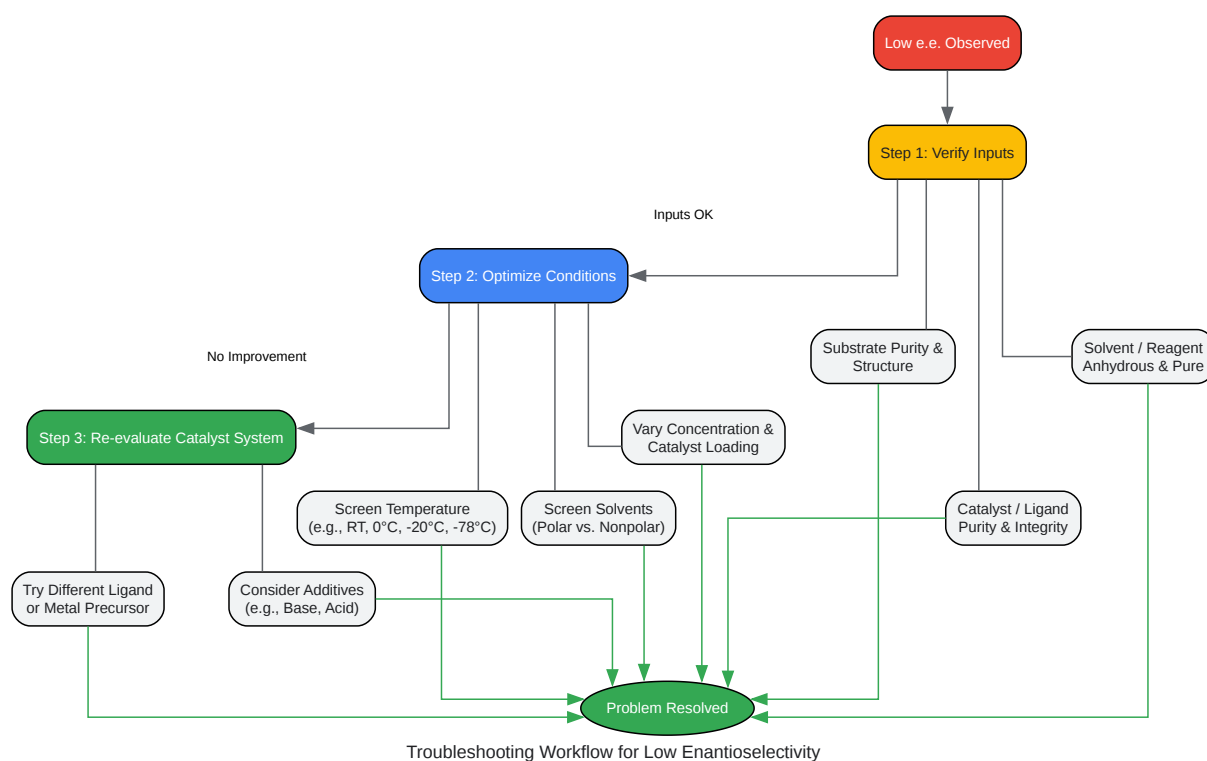 Low e.e. Observed
Step 1: Verify Inputs
Inputs OK
Step 2: Optimize Conditions
Substrate Purity &
Structure
Solvent / Reagent
Anhydrous & Pure
No Improvement
Step 3: Re-evaluate Catalyst System
Vary Concentration &
Catalyst Loading
Screen Temperature
(e.g., RT, 0°C, -20°C, -78°C)
Screen Solvents
(Polar vs. Nonpolar)
Catalyst / Ligand
Purity & Integrity
Try Different Ligand
or Metal Precursor
Consider Additives
(e.g., Base, Acid)
Problem Resolved
Troubleshooting Workflow for Low Enantioselectivity